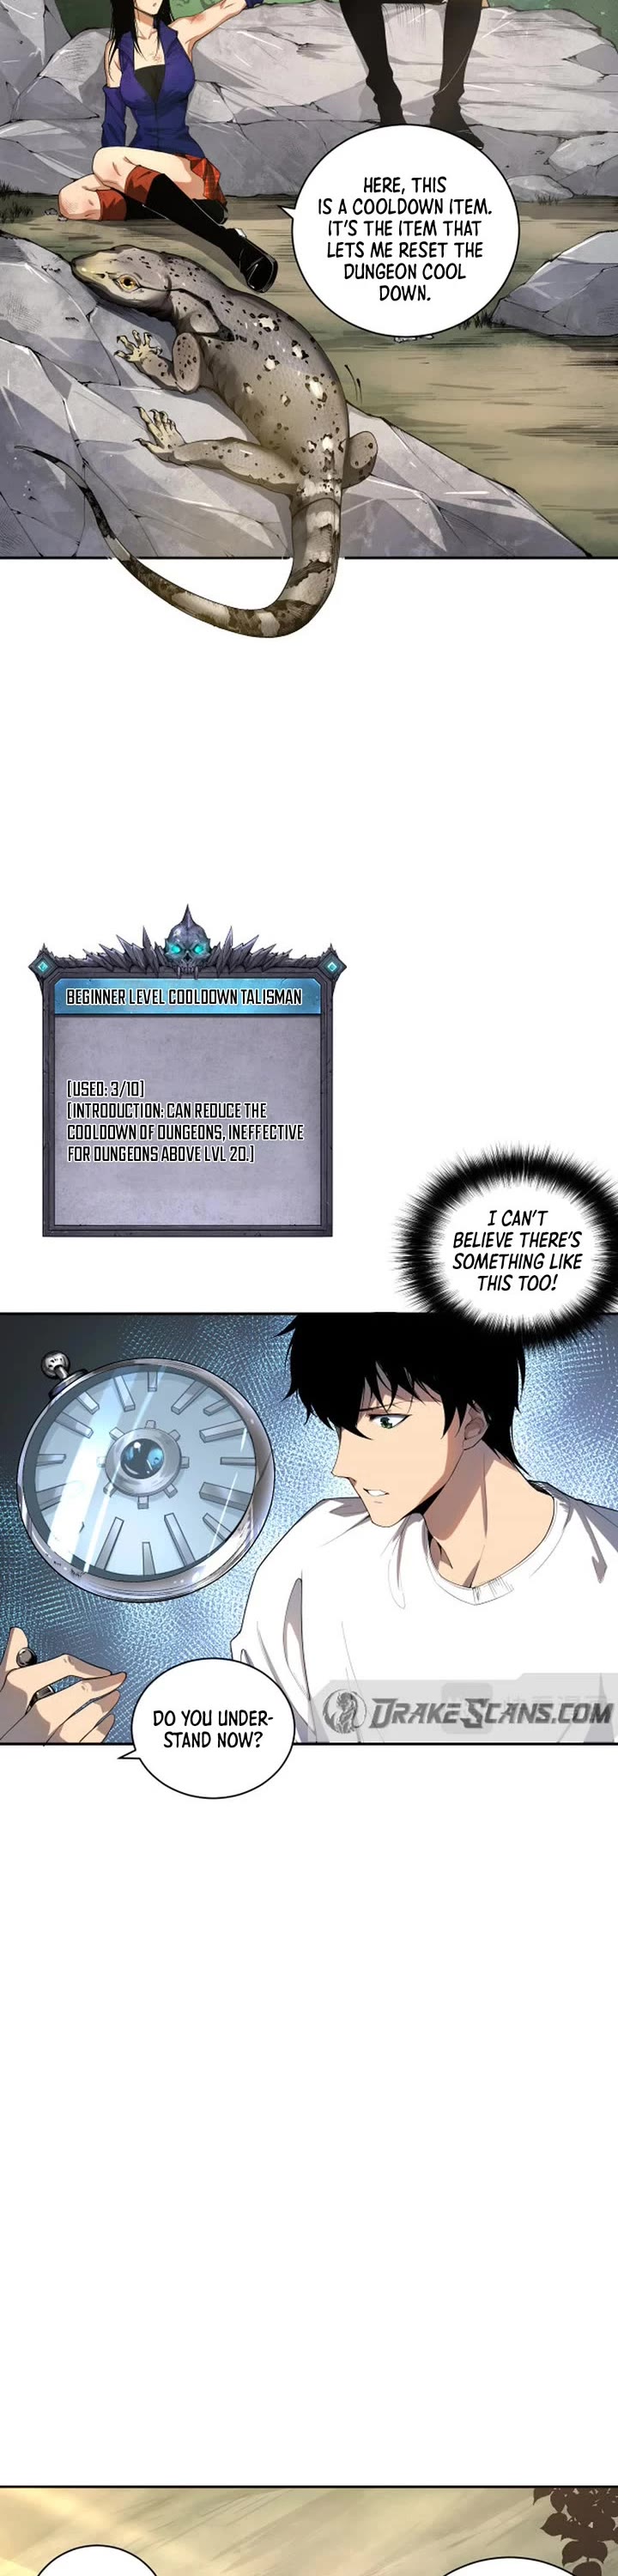 HERE, THIS
IS A COOLDOWN ITEM.
IT'S THE ITEM THAT
LETS ME RESET THE
DUNGEON COOL
DOWN.
BEGINNER LEVEL COOLDOWN TALISMAN
[USED: 3/10]
[INTRODUCTION: CAN REDUCE THE
COOLDOWN OF DUNGEONS, INEFFECTIVE
FOR DUNGEONS ABOVE LVL 20.]
I CAN'T
BELIEVE THERE'S
SOMETHING LIKE
THIS TOO!
DRAKESCANS.COM
DO YOU UNDER-
STAND NOW?